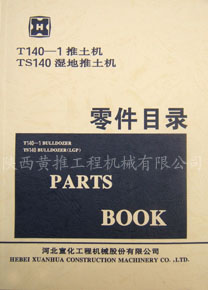 H
T140—1 推土机
TS140 湿地推土机
零件目录
T140-1 BULLDOZER
TS140 BULLDOZER(LGP)
陕西黄推工程机械有限公司
PARTS
BOOK
河北宣化工程机械股份有限公司
HEBEI XUANHUA CONSTRUCTION MACHINERY CO .,LTD.